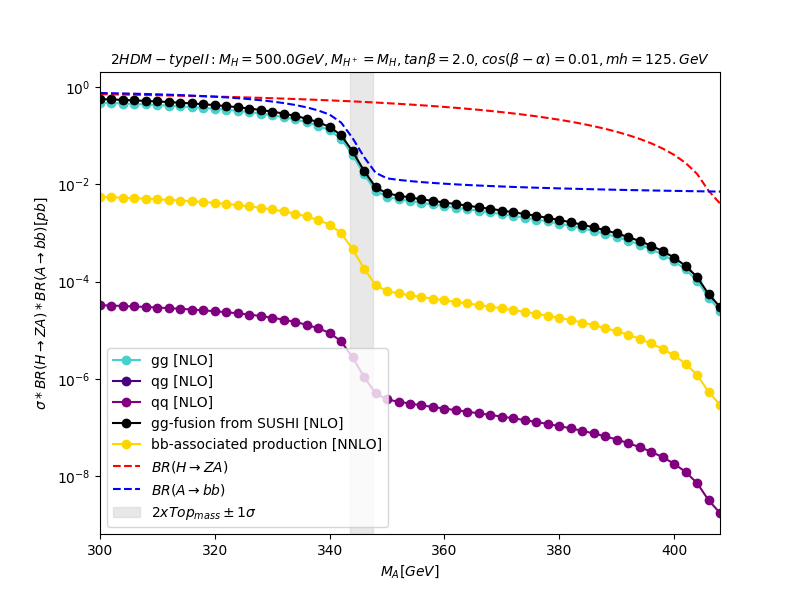 2HDM − typeII : M_H = 500.0GeV, M_{H^+} = M_H, tanβ = 2.0, cos(β − α) = 0.01, mh = 125. GeV
σ * BR(H → ZA) * BR(A → bb)[pb]
10^0
10^{−2}
10^{−4}
10^{−6}
10^{−8}
gg [NLO]
qg [NLO]
qq [NLO]
gg-fusion from SUSHI [NLO]
bb-associated production [NNLO]
BR(H → ZA)
BR(A → bb)
2xTop_{mass} ± 1σ
300 320 340 360 380 400
M_A[GeV]